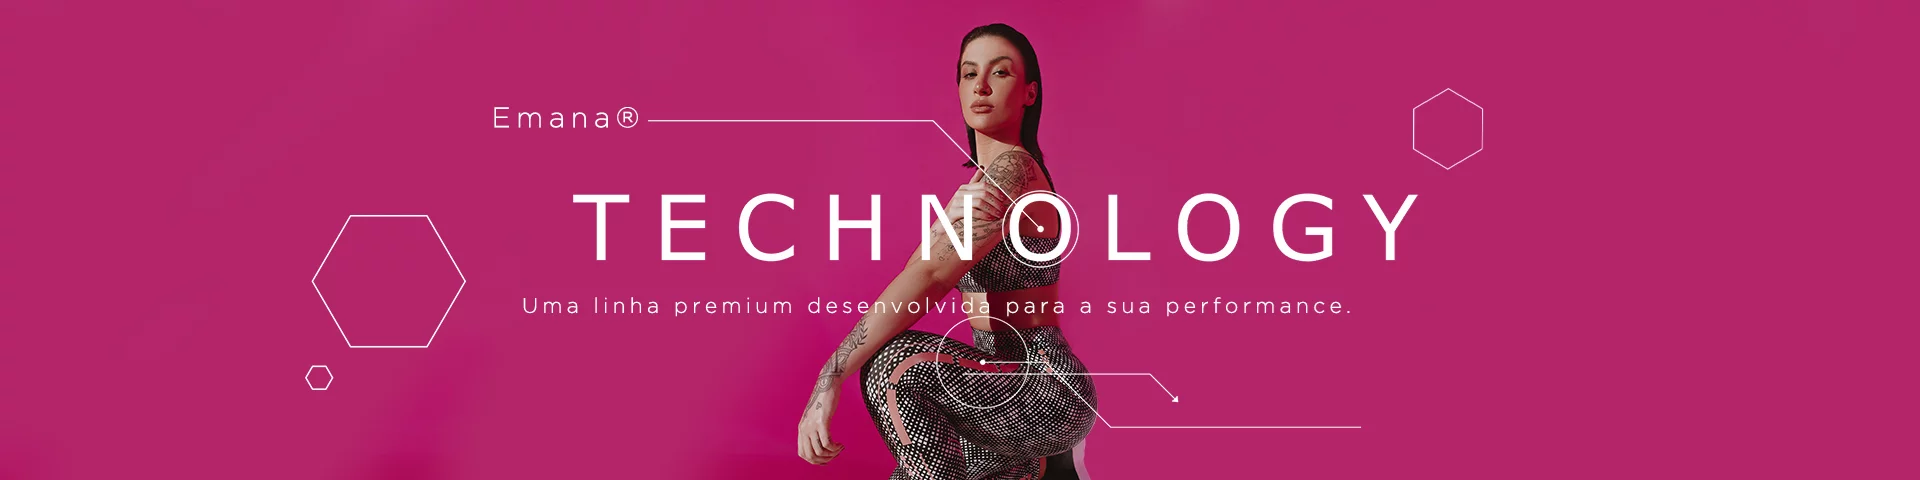 Emana®
TECHNOLOGY
Uma linha premium desenvolvida para a sua performance.